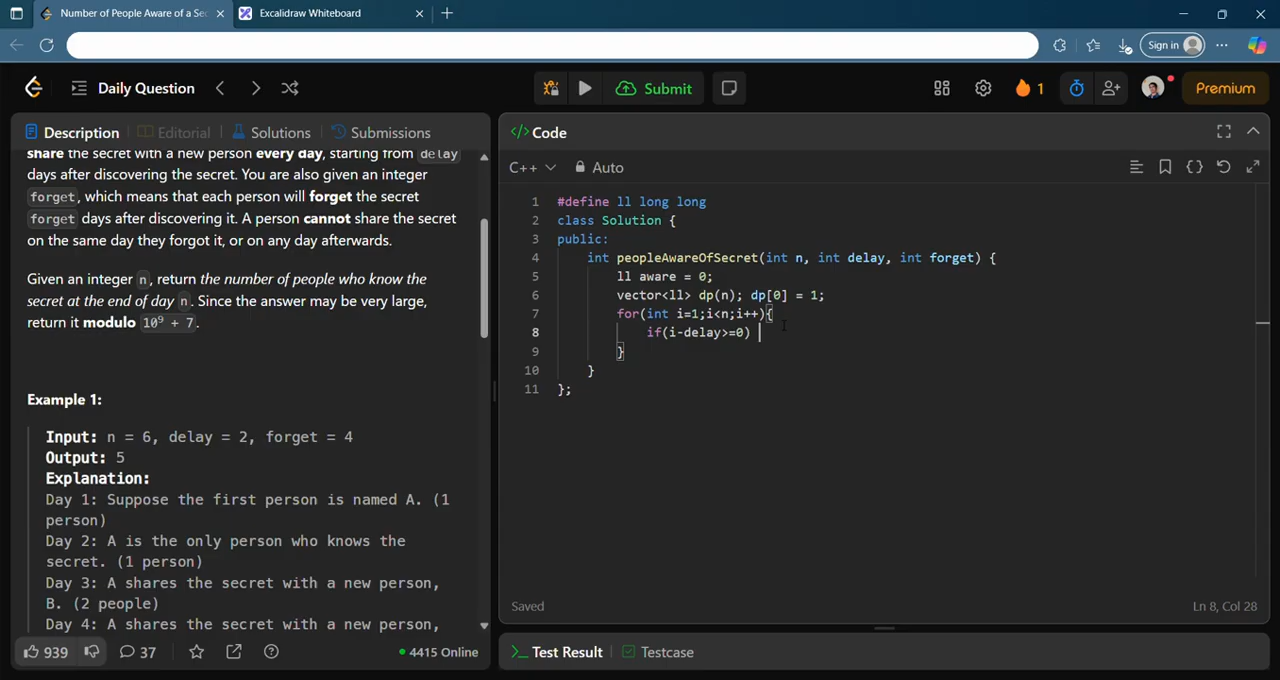 Number of People Aware of a Sec
Excalidraw Whiteboard
Sign in
Daily Question
Submit
1
Premium
Description
Editorial
Solutions
Submissions
share the secret with a new person every day, starting from delay
days after discovering the secret. You are also given an integer
forget, which means that each person will forget the secret
forget days after discovering it. A person cannot share the secret
on the same day they forgot it, or on any day afterwards.
Given an integer n, return the number of people who know the
secret at the end of day n. Since the answer may be very large,
return it modulo 10^9 + 7.
Example 1:
Input: n = 6, delay = 2, forget = 4
Output: 5
Explanation:
Day 1: Suppose the first person is named A. (1
person)
Day 2: A is the only person who knows the
secret. (1 person)
Day 3: A shares the secret with a new person,
B. (2 people)
Day 4: A shares the secret with a new person,
939
37
4415 Online
</> Code
C++
Auto
1 #define ll long long
2 class Solution {
3 public:
4 int peopleAwareOfSecret(int n, int delay, int forget) {
5 ll aware = 0;
6 vector<ll> dp(n); dp[0] = 1;
7 for(int i=1;i<n;i++){
8 if(i-delay>=0)
9 }
10 }
11 };
Saved
Ln 8, Col 28
Test Result
Testcase